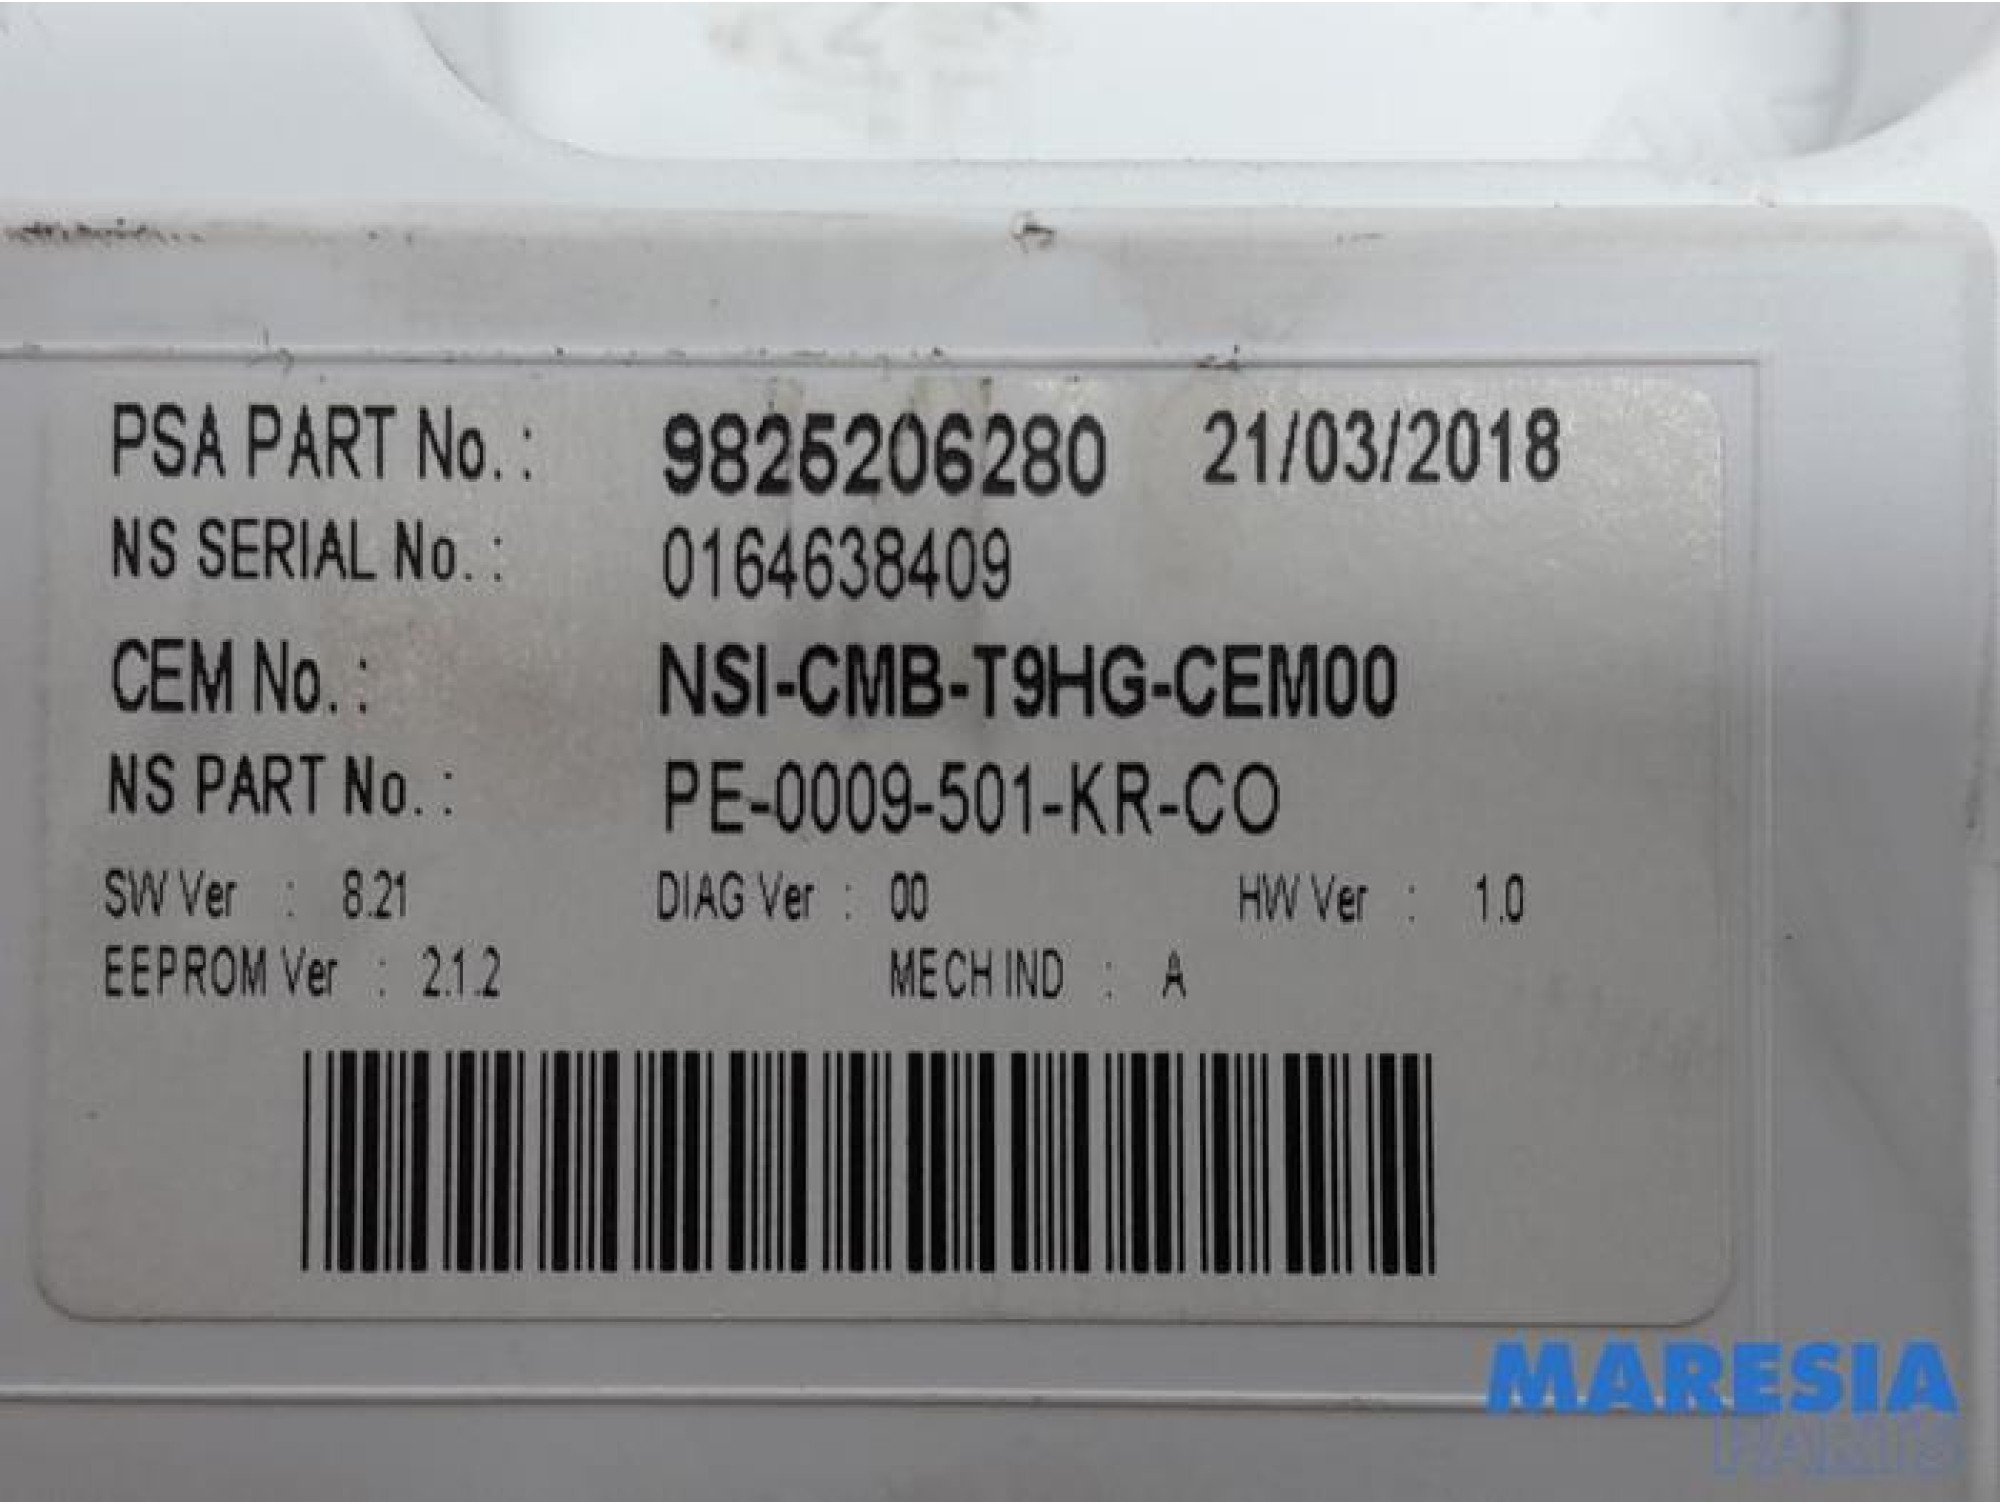 PSA PART No. : 9825206280 21/03/2018
NS SERIAL No. : 0164638409
CEM No. : NSI-CMB-T9HG-CEM00
NS PART No. : PE-0009-501-KR-CO
SW Ver : 8.21 DIAG Ver : 00 HW Ver : 1.0
EEPROM Ver : 2.1.2 MECH IND : A
MARESIA
PARTS